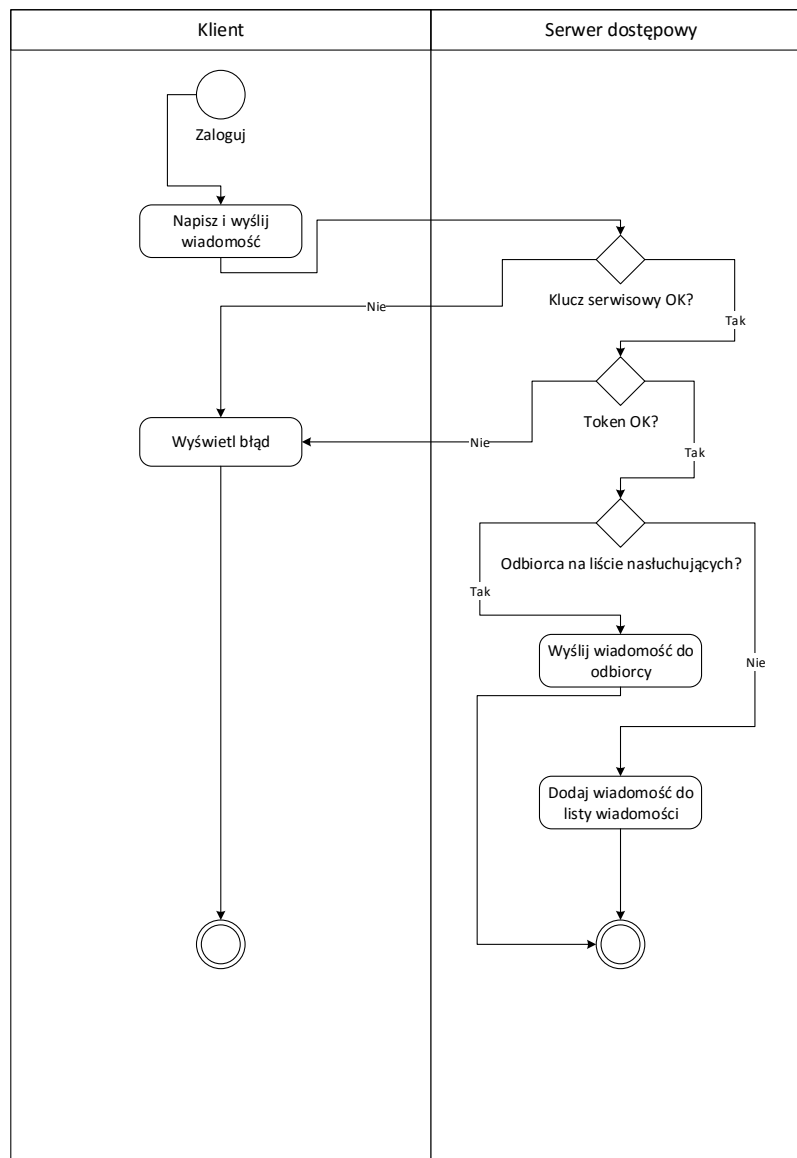 Klient
Serwer dostępowy
Zaloguj
Napisz i wyślij
wiadomość
Klucz serwisowy OK?
Nie
Tak
Token OK?
Wyświetl błąd
Nie
Tak
Odbiorca na liście nasłuchujących?
Tak
Wyślij wiadomość do
odbiorcy
Nie
Dodaj wiadomość do
listy wiadomości